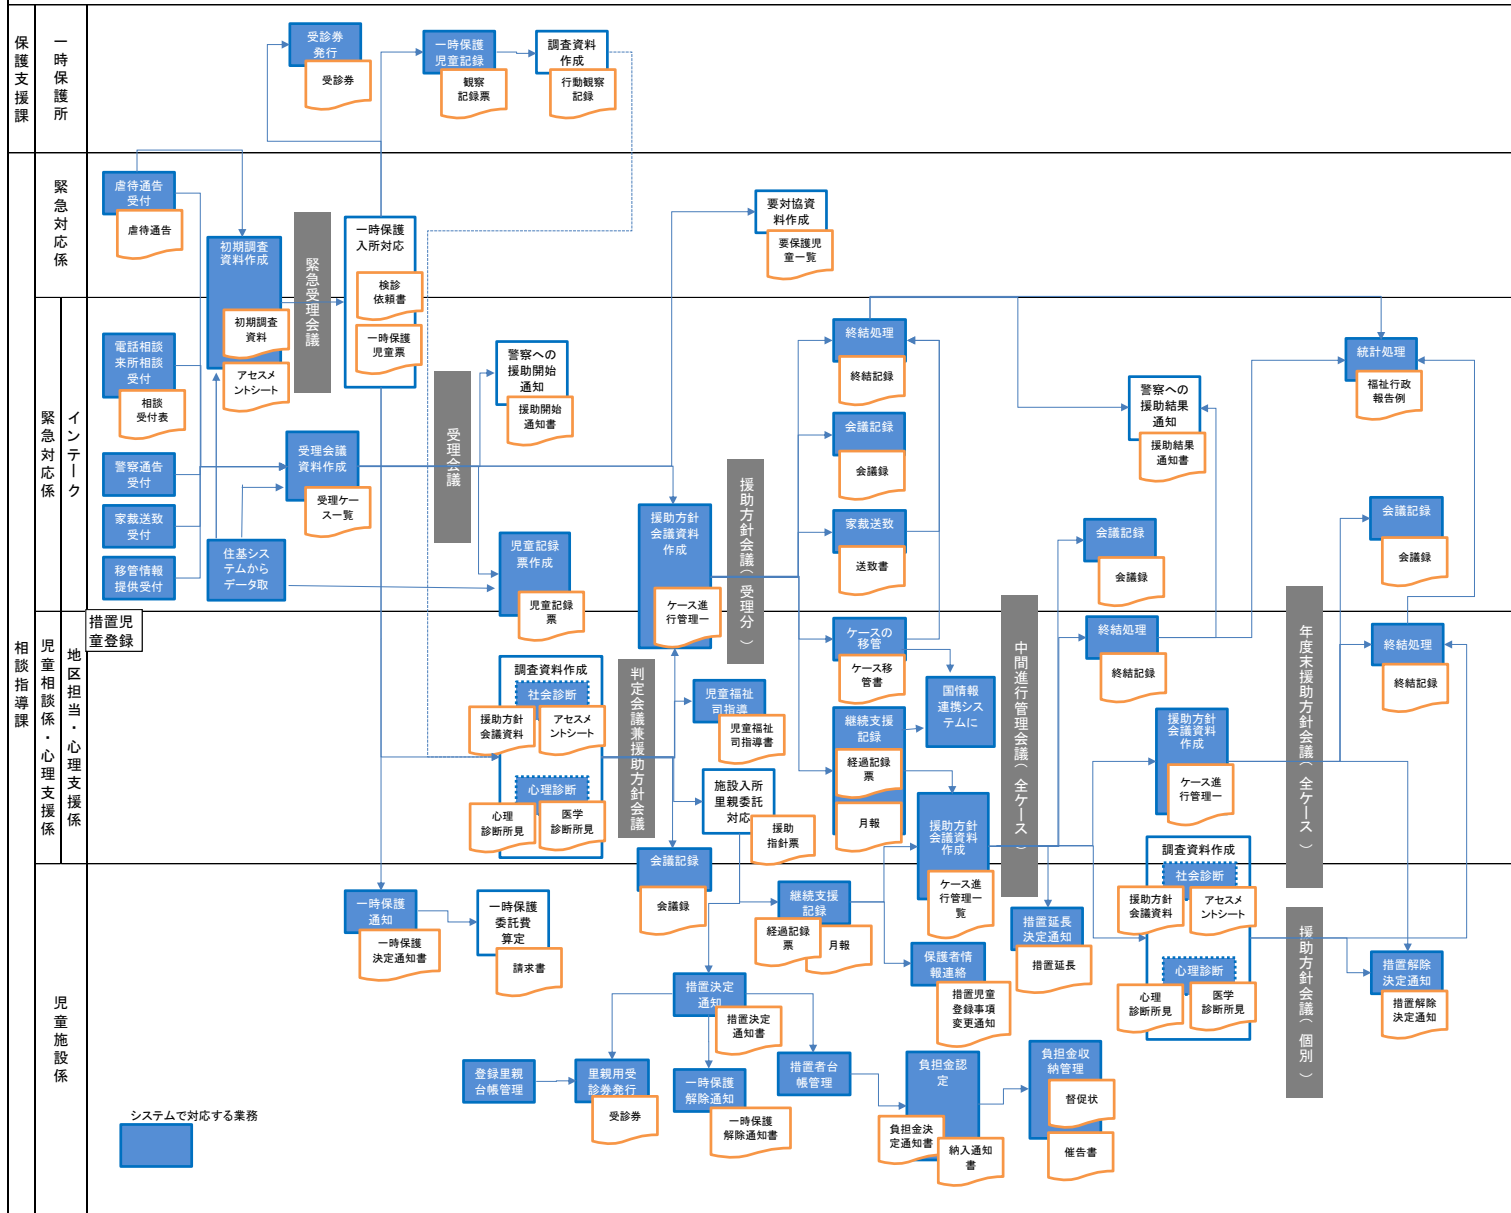 保護支援課
一時保護所
受診券
発行
受診券
一時保護
児童記録
観察
記録票
調査資料
作成
行動観察
記録
相談指導課
緊急対応係
虐待通告
受付
虐待通告
初期調査
資料作成
初期調査
資料
アセスメ
ントシート
緊急受理会議
一時保護
入所対応
検診
依頼書
一時保護
児童票
要対協資
料作成
要保護児
童一覧
緊急対応係
インテーク
電話相談
来所相談
受付
相談
受付表
警察通告
受付
家裁送致
受付
移管情報
提供受付
住基シス
テムから
データ取
受理会議
資料作成
受理ケー
ス一覧
受理会議
警察への
援助開始
通知
援助開始
通知書
児童記録
票作成
児童記録
票
援助方針
会議資料
作成
ケース進
行管理一
援助方針会議(受理分)
終結処理
終結記録
会議記録
会議録
家裁送致
送致書
警察への
援助結果
通知
援助結果
通知書
会議記録
会議録
統計処理
福祉行政
報告例
会議記録
会議録
児童相談係・心理支援係
地区担当・心理支援係
措置児
童登録
調査資料作成
社会診断
援助方針
会議資料
アセスメ
ントシート
心理診断
心理
診断所見
医学
診断所見
判定会議兼援助方針会議
児童福祉
司指導
児童福祉
司指導書
施設入所
里親委託
対応
援助
指針票
会議記録
会議録
ケースの
移管
ケース移
管書
継続支援
記録
経過記録
票
月報
国情報
連携シス
テムに
援助方針
会議資料
作成
ケース進
行管理一
覧
中間進行管理会議(全ケース)
終結処理
終結記録
援助方針
会議資料
作成
ケース進
行管理一
年度末援助方針会議(全ケース)
終結処理
終結記録
児童施設係
一時保護
通知
一時保護
決定通知書
一時保護
委託費
算定
請求書
継続支援
記録
経過記録
票
月報
保護者情
報連絡
措置児童
登録事項
変更通知
措置延長
決定通知
措置延長
調査資料作成
社会診断
援助方針
会議資料
アセスメ
ントシート
心理診断
心理
診断所見
医学
診断所見
援助方針会議(個別)
措置解除
決定通知
措置解除
決定通知
措置決定
通知
措置決定
通知書
登録里親
台帳管理
里親用受
診券発行
受診券
一時保護
解除通知
一時保護
解除通知書
措置者台
帳管理
負担金認
定
負担金決
定通知書
納入通知
書
負担金収
納管理
督促状
催告書
システムで対応する業務